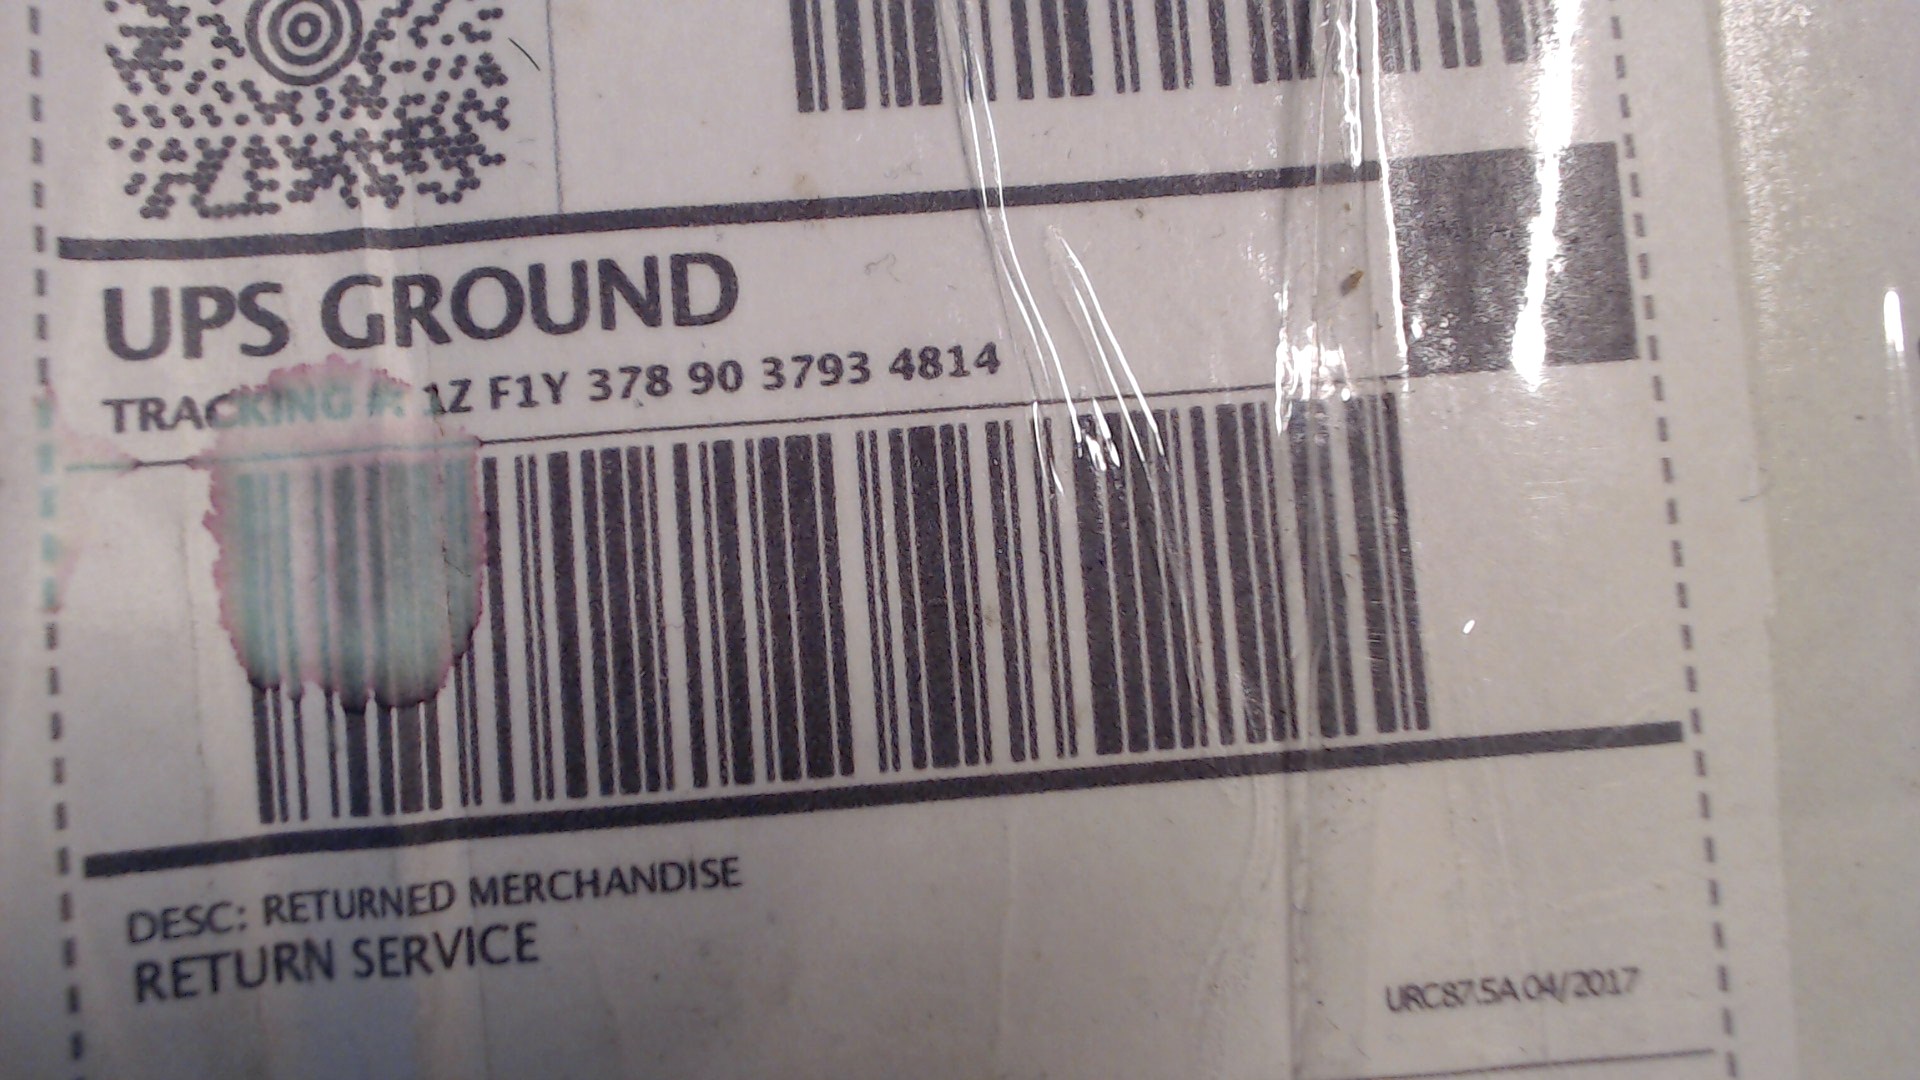 UPS GROUND
TRACKING #: 1Z F1Y 378 90 3793 4814
DESC: RETURNED MERCHANDISE
RETURN SERVICE
URC87.5A 04/2017